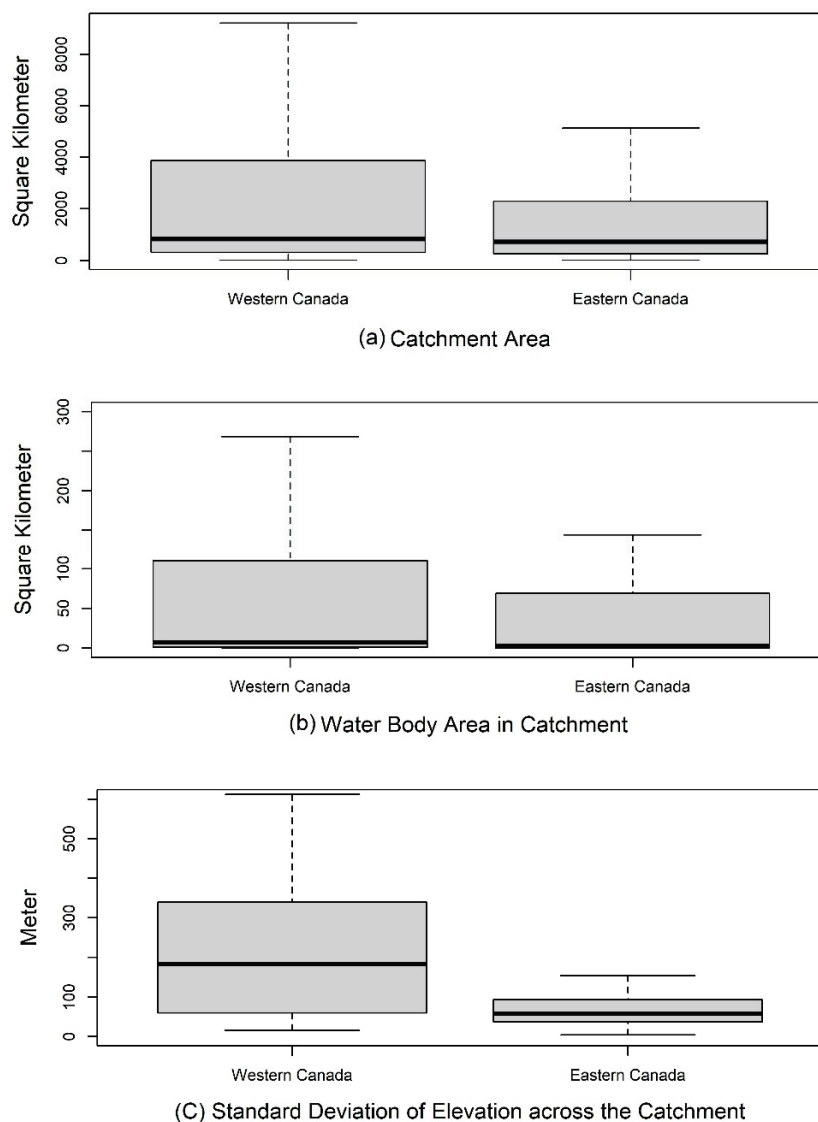 Square Kilometer
8000
6000
4000
2000
0
Western Canada Eastern Canada
(a) Catchment Area
Square Kilometer
300
200
100
50
0
Western Canada Eastern Canada
(b) Water Body Area in Catchment
Meter
500
300
100
0
Western Canada Eastern Canada
(C) Standard Deviation of Elevation across the Catchment